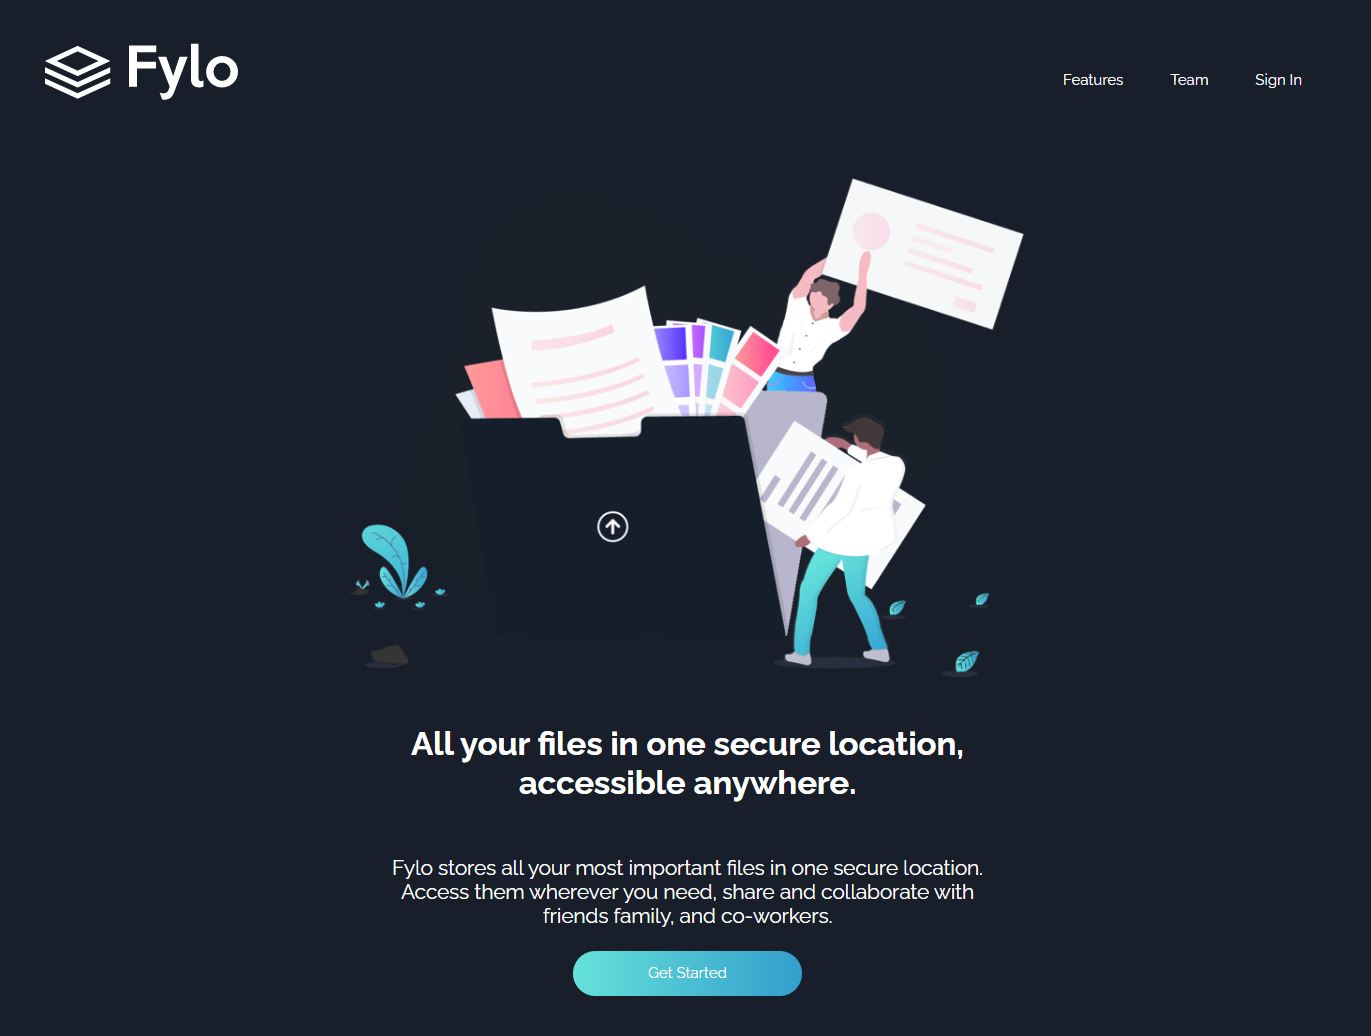 Fylo
Features Team Sign In
All your files in one secure location,
accessible anywhere.
Fylo stores all your most important files in one secure location.
Access them wherever you need, share and collaborate with
friends family, and co-workers.
Get Started